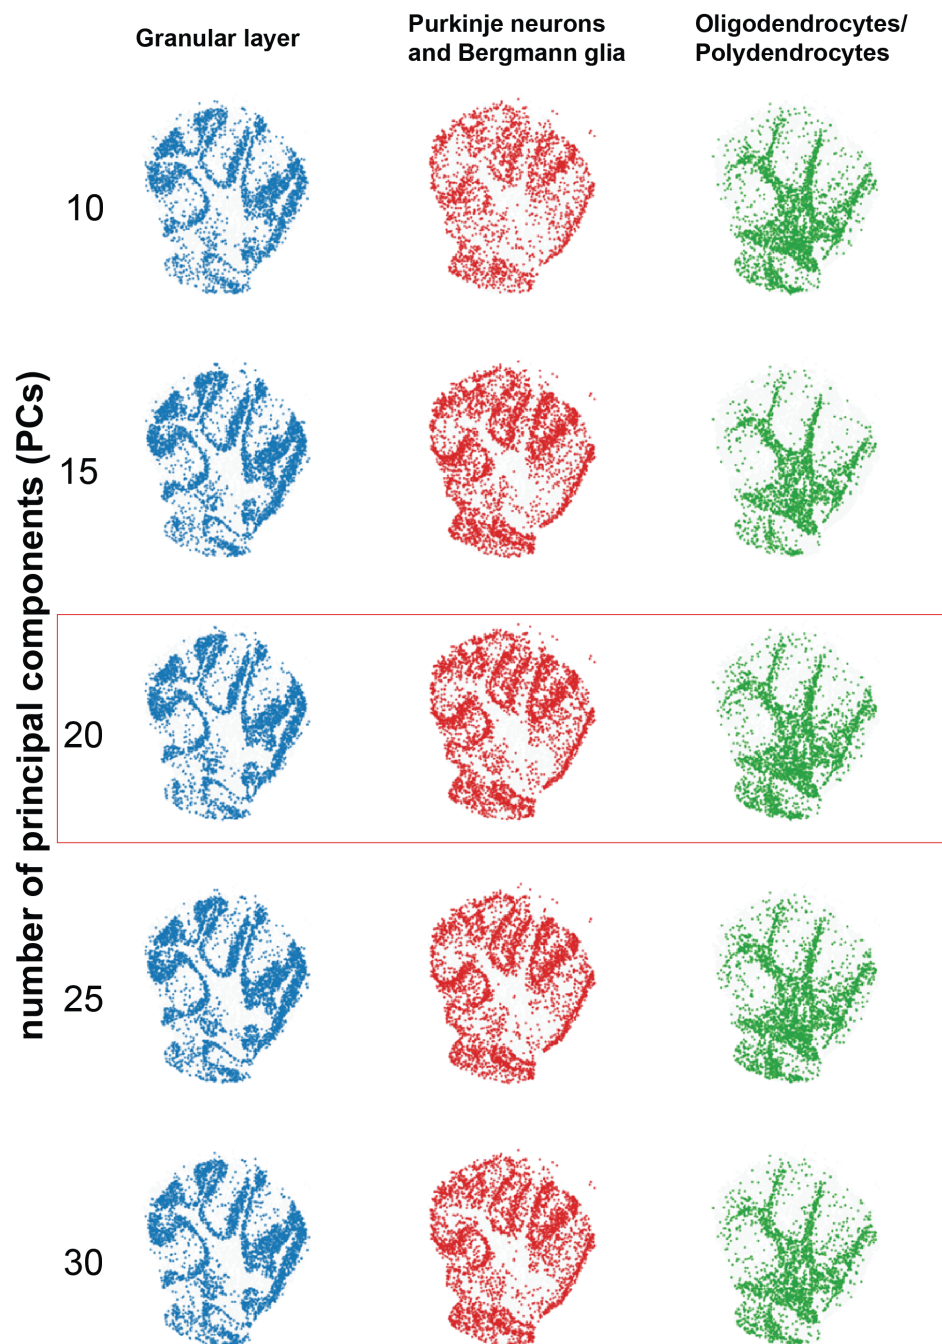 Granular layer
Purkinje neurons
and Bergmann glia
Oligodendrocytes/
Polydendrocytes
number of principal components (PCs)
10
15
20
25
30